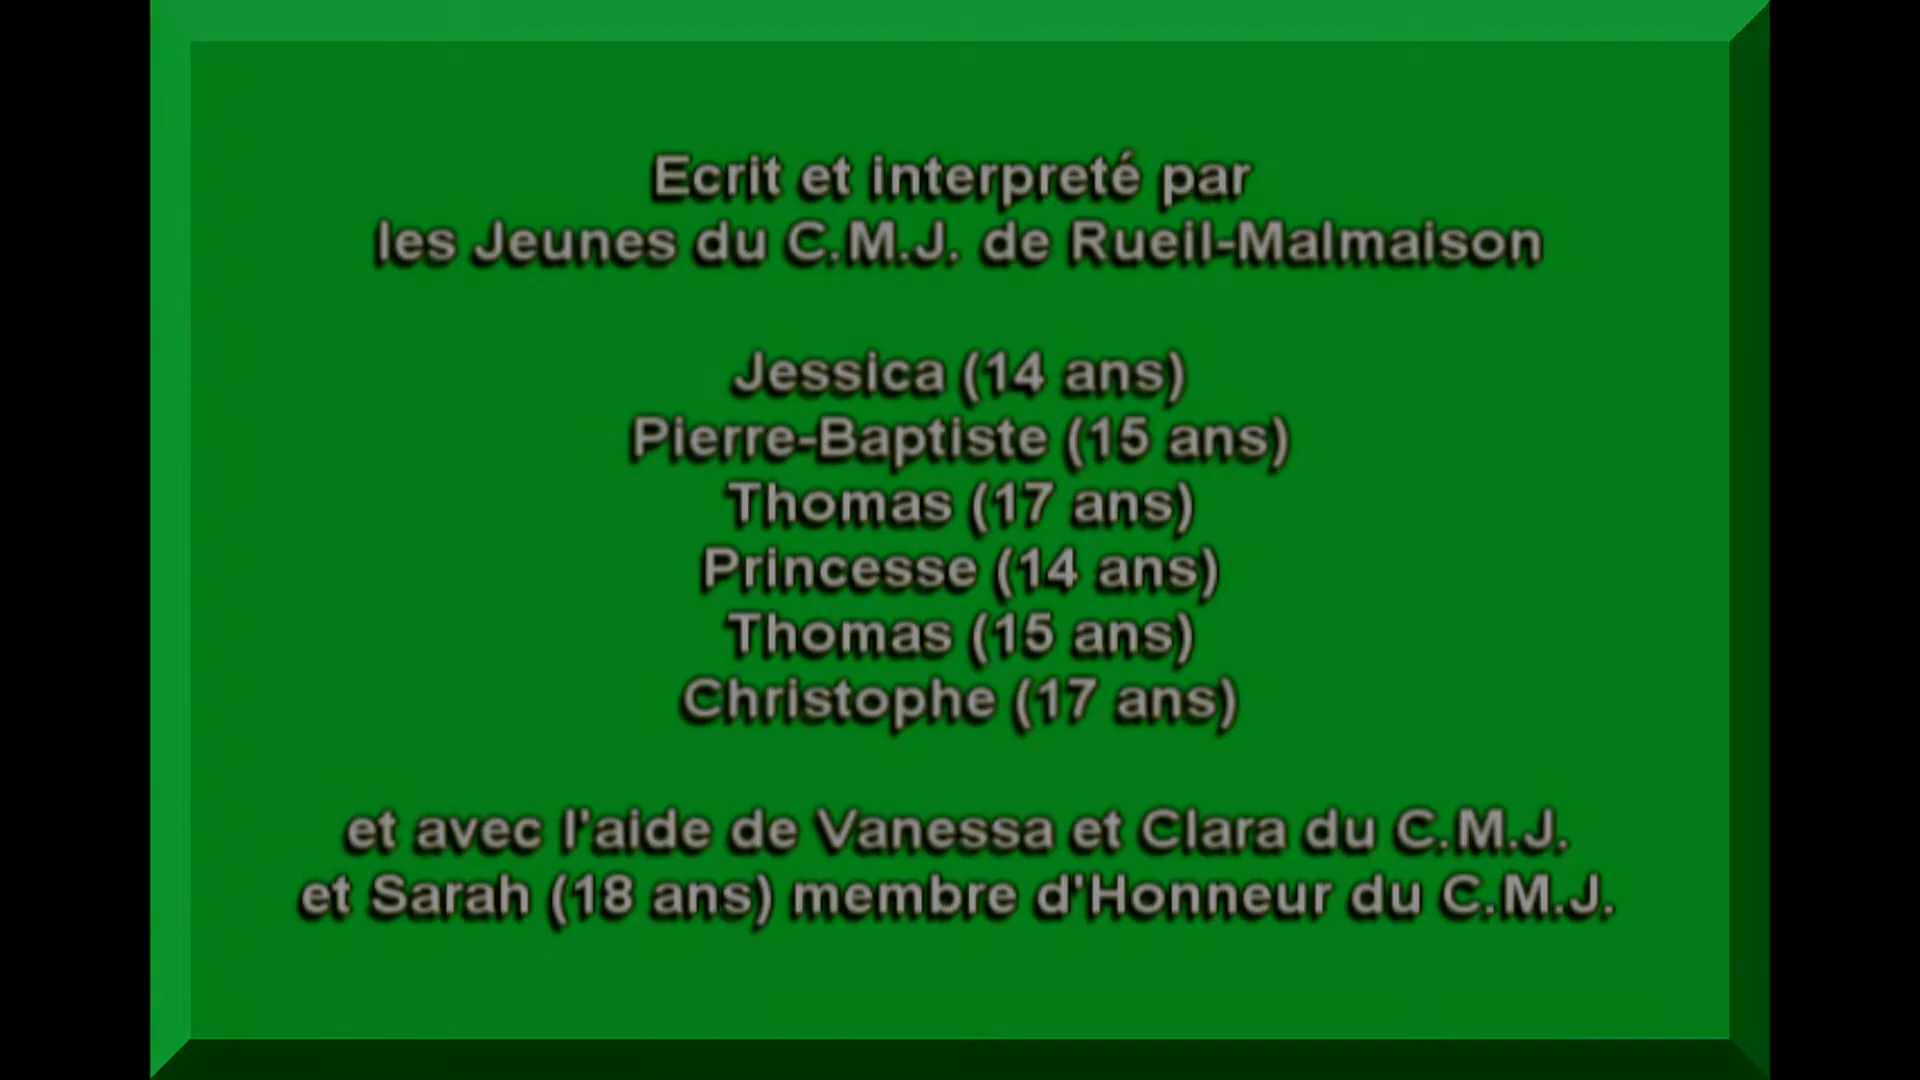 Ecrit et interpreté par
les Jeunes du C.M.J. de Rueil-Malmaison
Jessica (14 ans)
Pierre-Baptiste (15 ans)
Thomas (17 ans)
Princesse (14 ans)
Thomas (15 ans)
Christophe (17 ans)
et avec l'aide de Vanessa et Clara du C.M.J.
et Sarah (18 ans) membre d'Honneur du C.M.J.